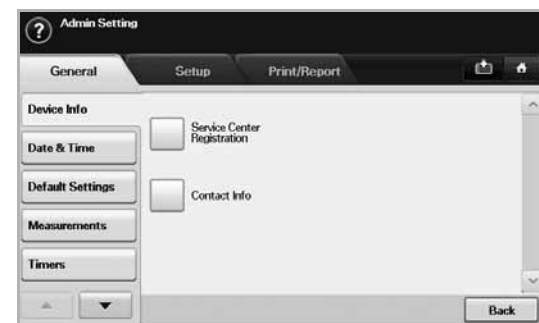 ?
Admin Setting
General
Setup
Print/Report
Device Info
Date & Time
Default Settings
Measurements
Timers
Service Center
Registration
Contact Info
Back